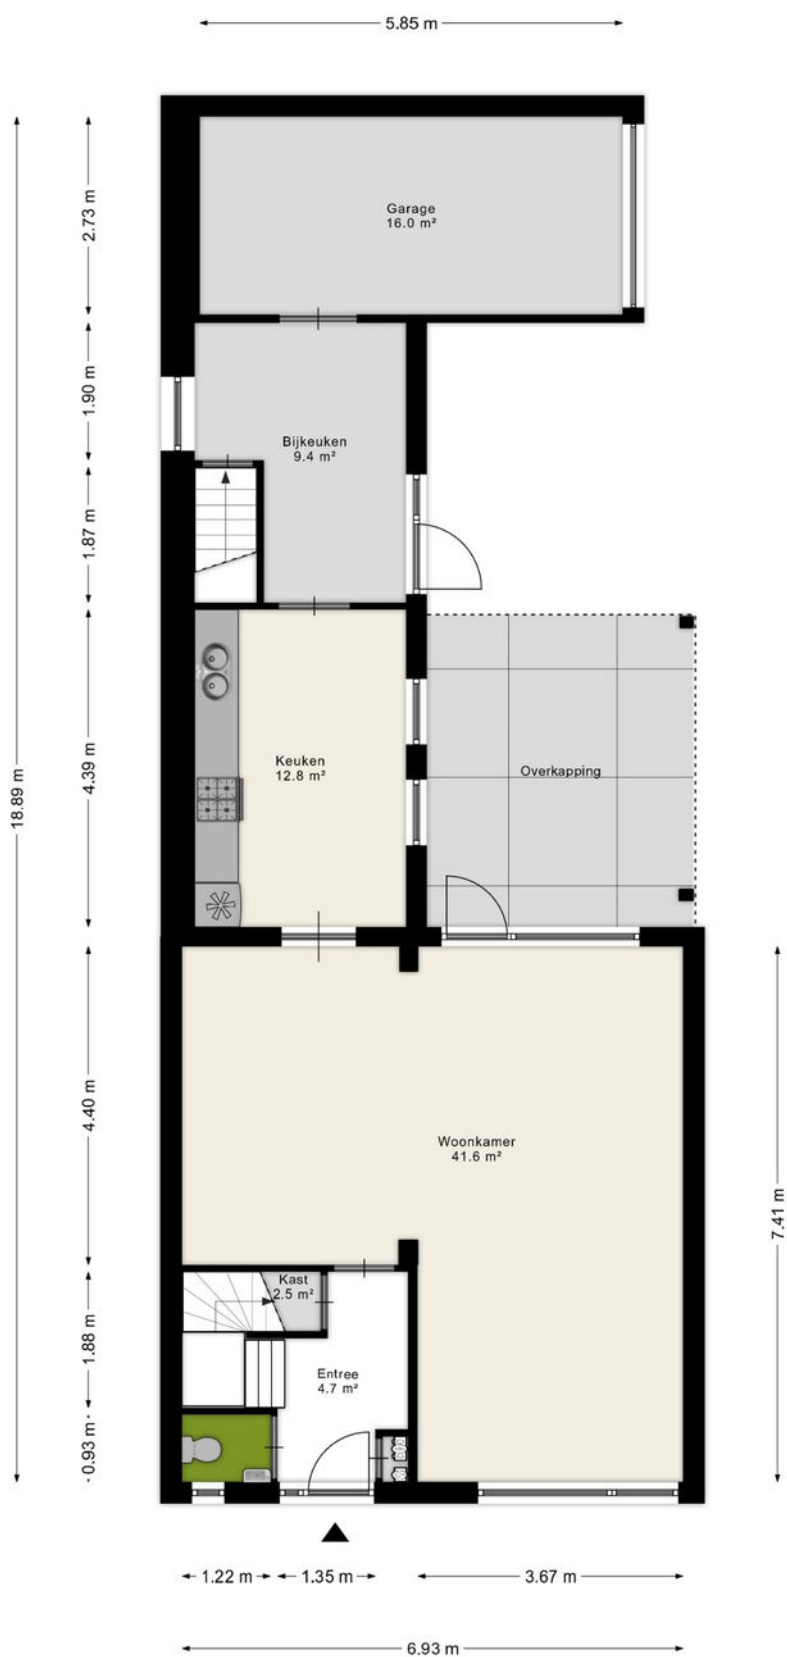 5.85 m
Garage
16.0 m²
2.73 m
1.90 m
Bijkeuken
9.4 m²
1.87 m
18.89 m
4.39 m
Keuken
12.8 m²
Overkapping
4.40 m
Woonkamer
41.6 m²
7.41 m
Kast
2.5 m²
1.88 m
Entree
4.7 m²
0.93 m
1.22 m
1.35 m
3.67 m
6.93 m